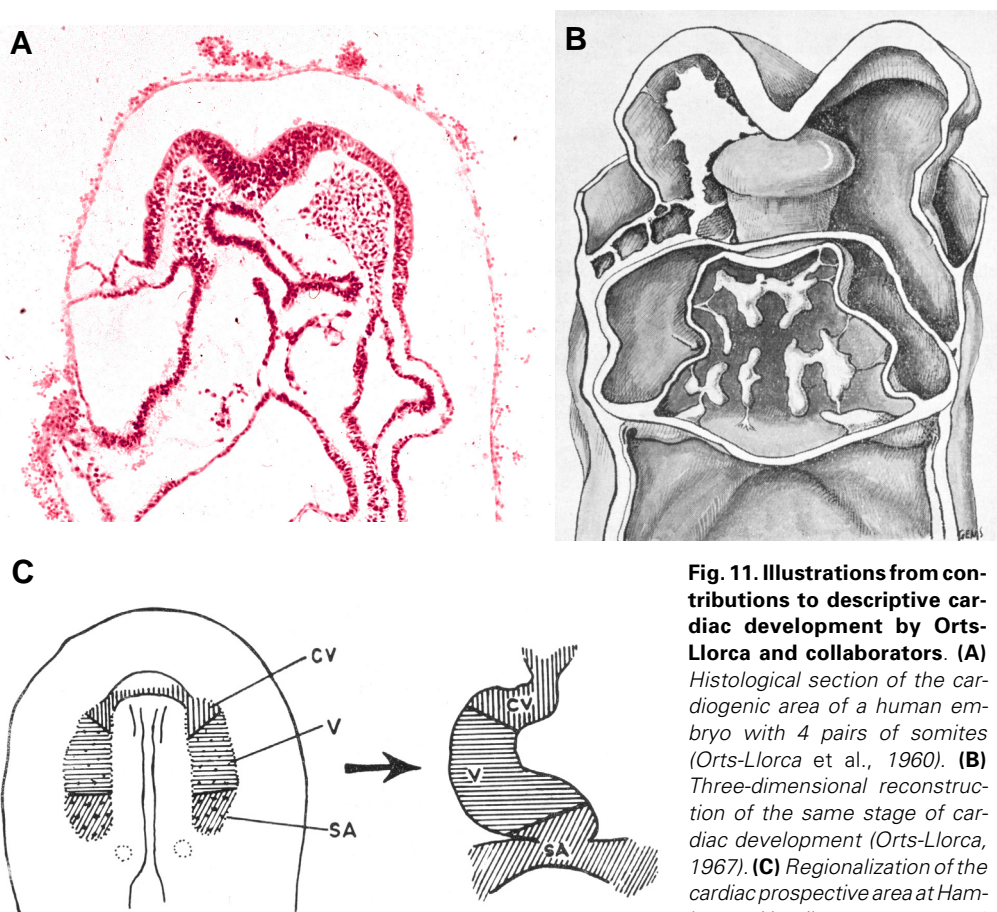 A
B
GEMS
C
CV
V
SA
CV
V
SA
Fig. 11. Illustrations from con-
tributions to descriptive car-
diac development by Orts-
Llorca and collaborators. (A)
Histological section of the car-
diogenic area of a human em-
bryo with 4 pairs of somites
(Orts-Llorca et al., 1960). (B)
Three-dimensional reconstruc-
tion of the same stage of car-
diac development (Orts-Llorca,
1967). (C) Regionalization of the
cardiac prospective area at Ham-